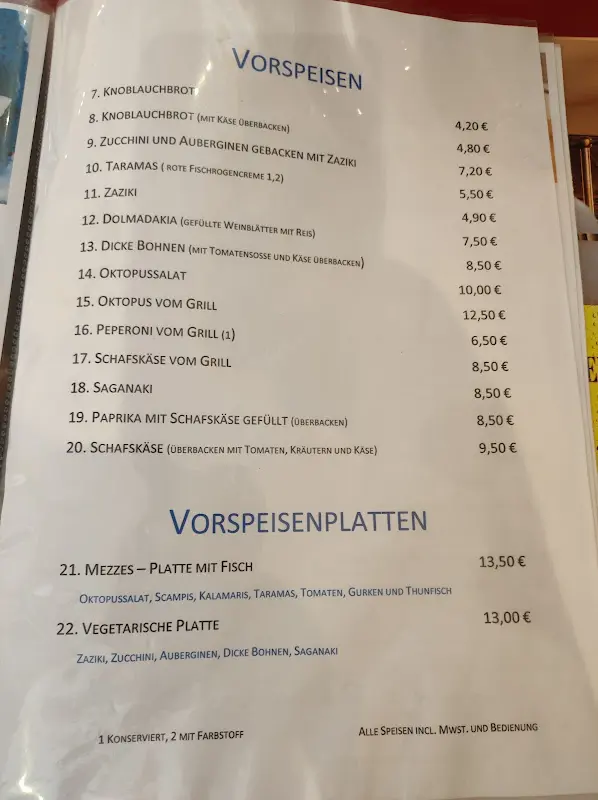 Vorspeisen
7. Knoblauchbrot 4,20 €
8. Knoblauchbrot (mit Käse überbacken) 4,80 €
9. Zucchini und Auberginen gebacken mit Zaziki 7,20 €
10. Taramas ( rote Fischrogencreme 1,2) 5,50 €
11. Zaziki 4,90 €
12. Dolmadakia (gefüllte Weinblätter mit Reis) 7,50 €
13. Dicke Bohnen (mit Tomatensosse und Käse überbacken) 8,50 €
14. Oktopussalat 10,00 €
15. Oktopus vom Grill 12,50 €
16. Peperoni vom Grill (1) 6,50 €
17. Schafskäse vom Grill 8,50 €
18. Saganaki 8,50 €
19. Paprika mit Schafskäse gefüllt (überbacken) 8,50 €
20. Schafskäse (überbacken mit Tomaten, Kräutern und Käse) 9,50 €
Vorspeisenplatten
21. Mezzes – Platte mit Fisch 13,50 €
Oktopussalat, Scampis, Kalamaris, Taramas, Tomaten, Gurken und Thunfisch
22. Vegetarische Platte 13,00 €
Zaziki, Zucchini, Auberginen, Dicke Bohnen, Saganaki
1 Konserviert, 2 mit Farbstoff Alle Speisen incl. Mwst. und Bedienung